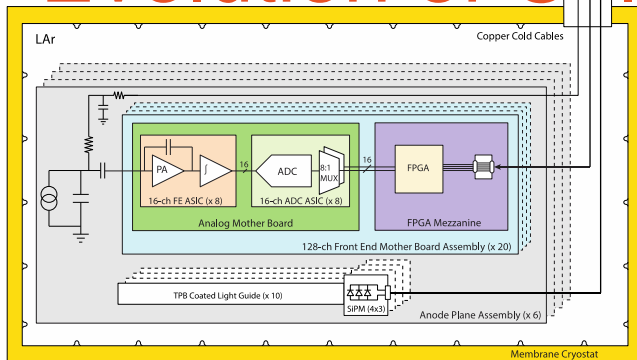 Evolution of
LAr
Copper Cold Cables
PA
∫
16
ADC
8:1
MUX
16
FPGA
16-ch FE ASIC (x 8)
16-ch ADC ASIC (x 8)
Analog Mother Board
FPGA Mezzanine
128-ch Front End Mother Board Assembly (x 20)
TPB Coated Light Guide (x 10)
SiPM (4x3)
Anode Plane Assembly (x 6)
Membrane Cryostat